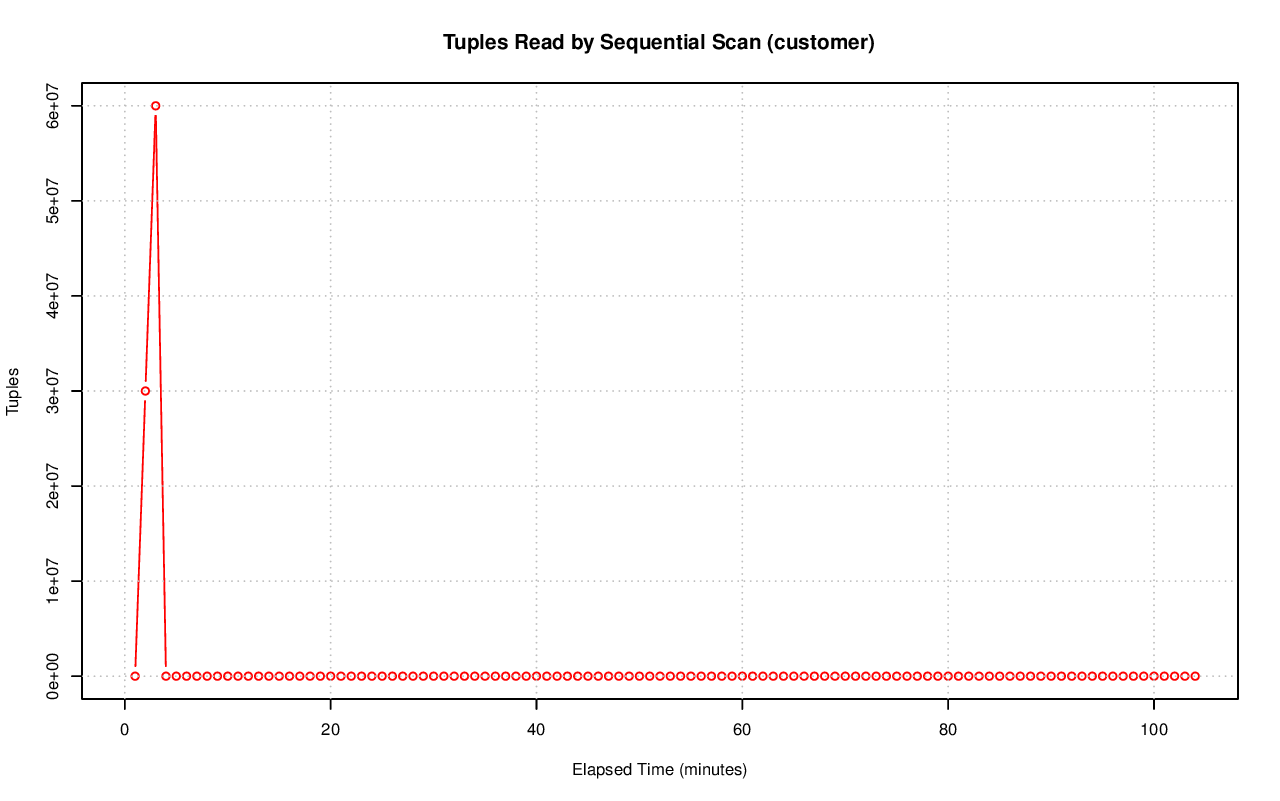 Tuples Read by Sequential Scan (customer)
6e+07
5e+07
4e+07
3e+07
2e+07
1e+07
0e+00
Tuples
0 20 40 60 80 100
Elapsed Time (minutes)